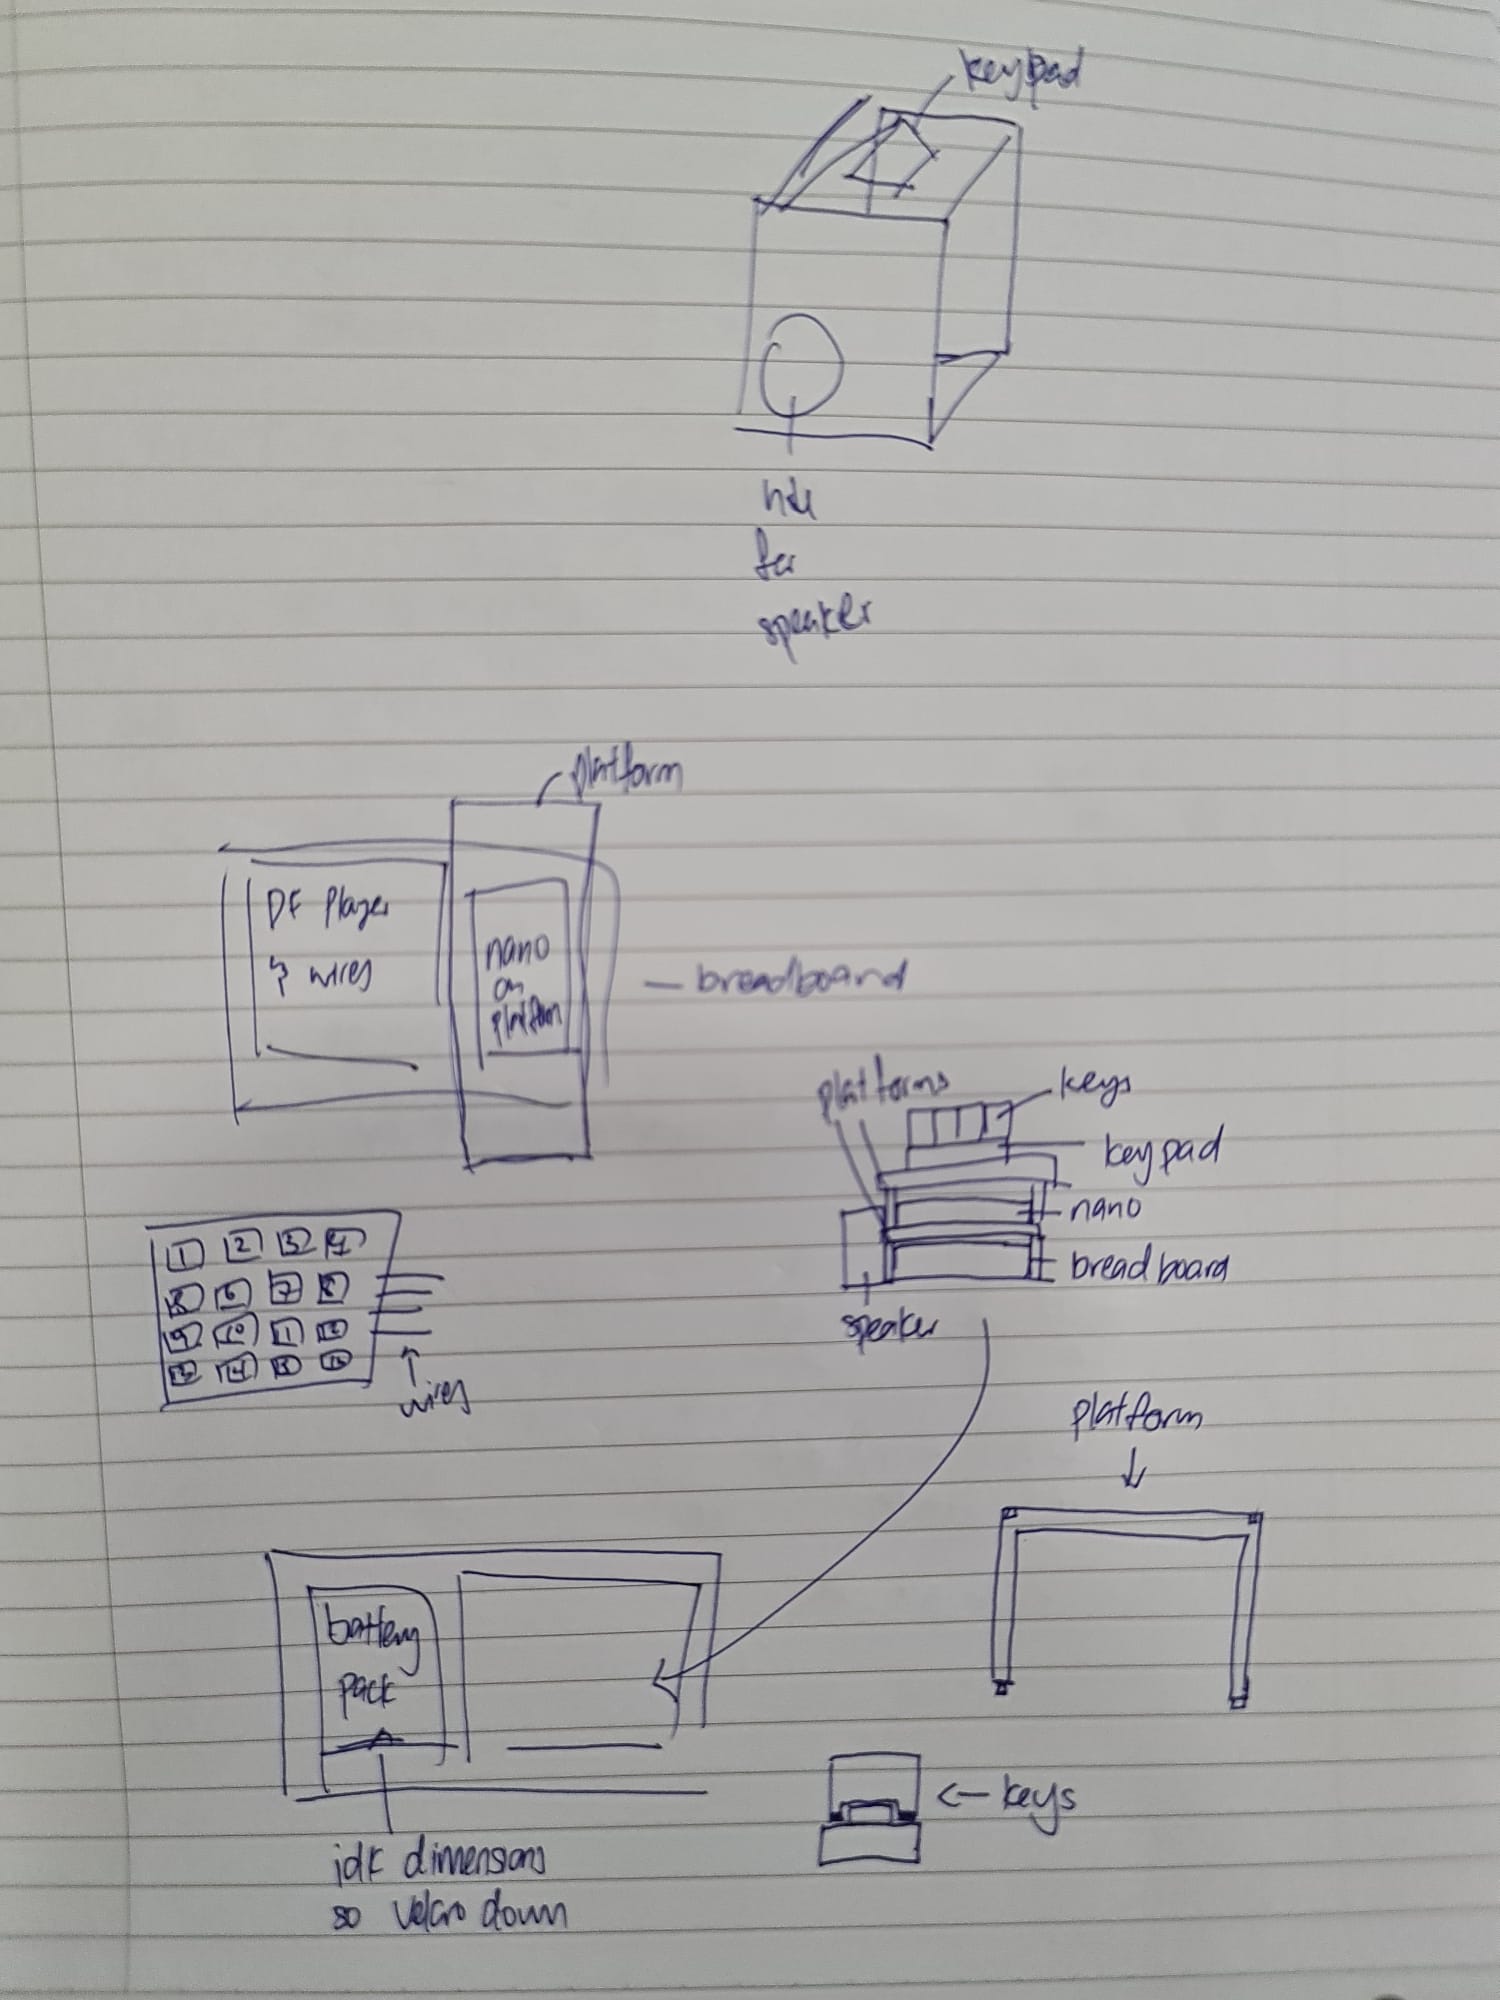 keypad
hole
for
speaker
platform
DF Player
& wires
nano
on
platform
breadboard
platforms
keys
keypad
nano
breadboard
speaker
1 2 3 4
5 6 7 8
9 10 11 12
13 14 15 16
wires
platform
battery
pack
keys
idk dimensions
so velcro down